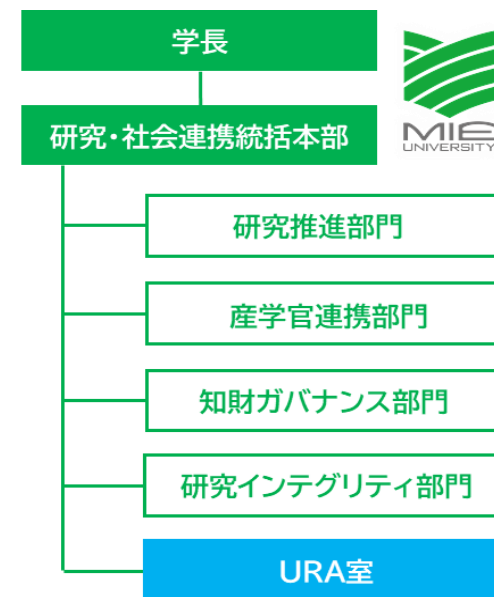 学長
MIE
UNIVERSITY
研究・社会連携統括本部
研究推進部門
産学官連携部門
知財ガバナンス部門
研究インテグリティ部門
URA室